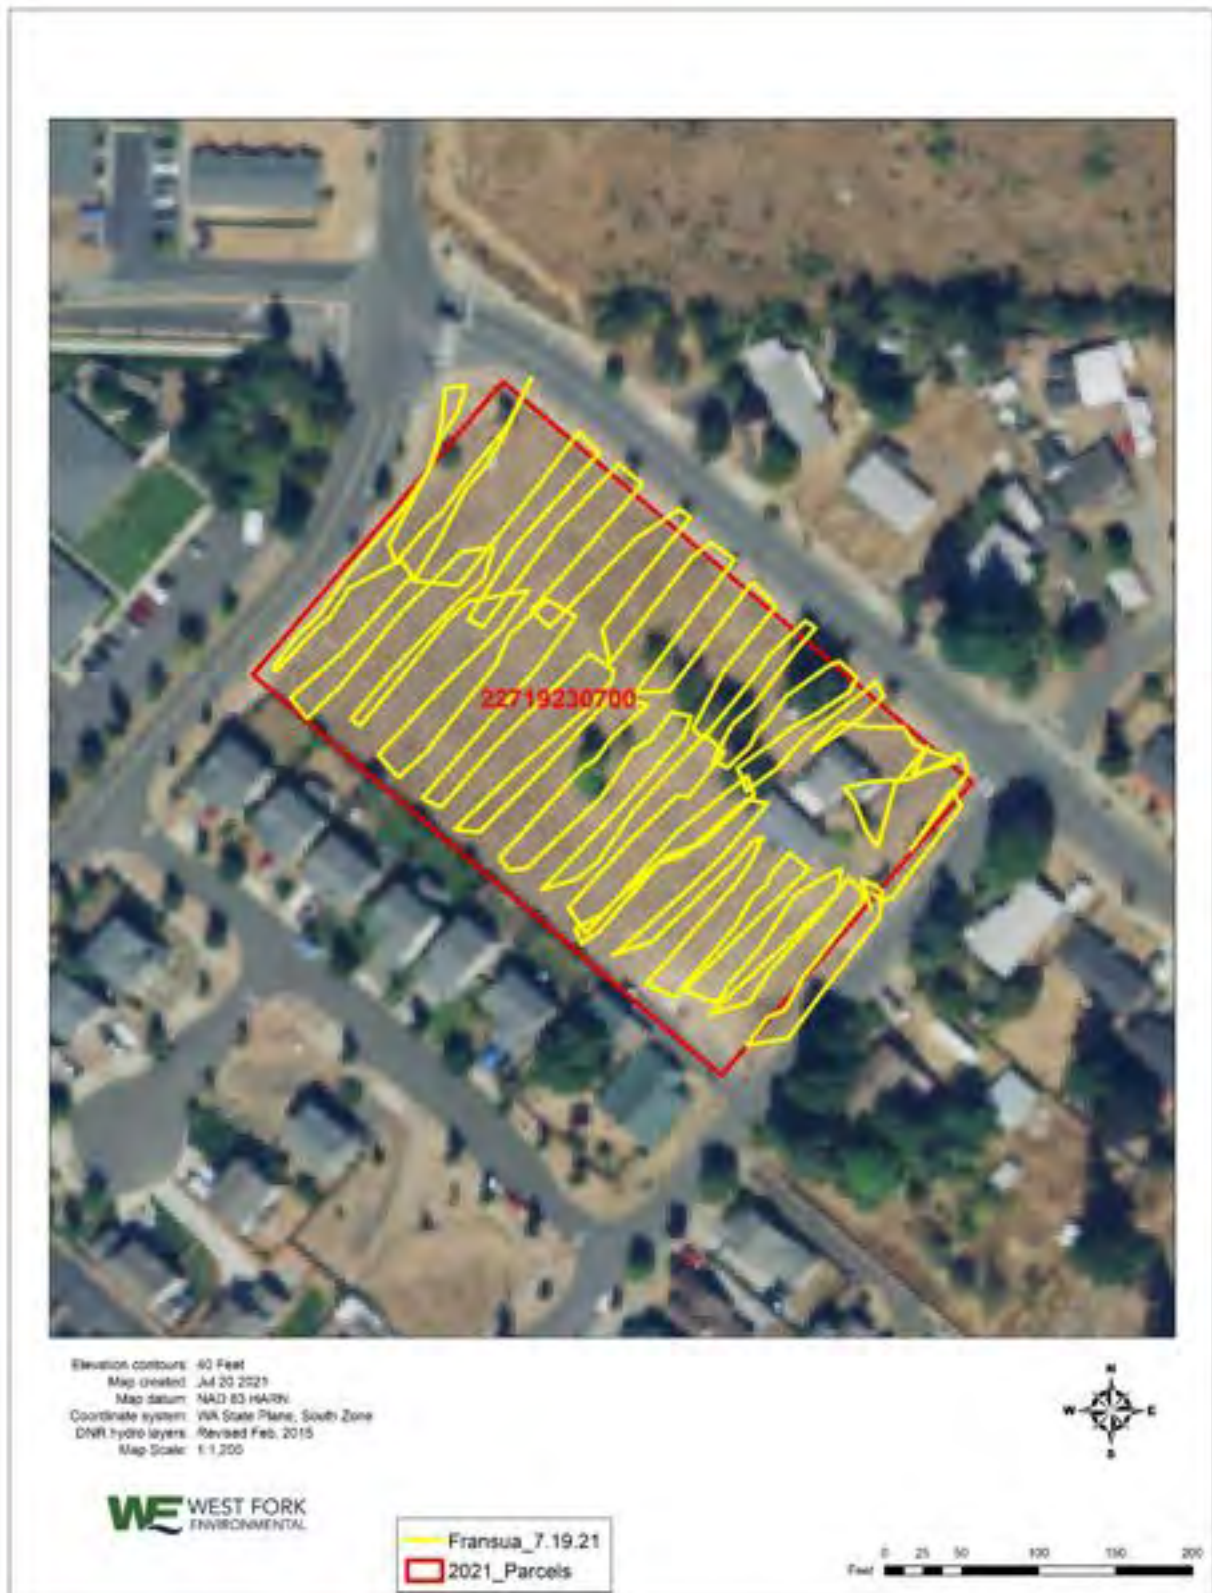 22719230700
Elevation contours: 40 Feet
Map created: Jul 20 2021
Map datum: NAD 83 HARN
Coordinate system: WA State Plane, South Zone
DNR hydro layers: Revised Feb, 2015
Map Scale: 1:1,200
N
W E
S
WF WEST FORK
ENVIRONMENTAL
Fransua_7.19.21
2021_Parcels
0 25 50 100 150 200
Feet